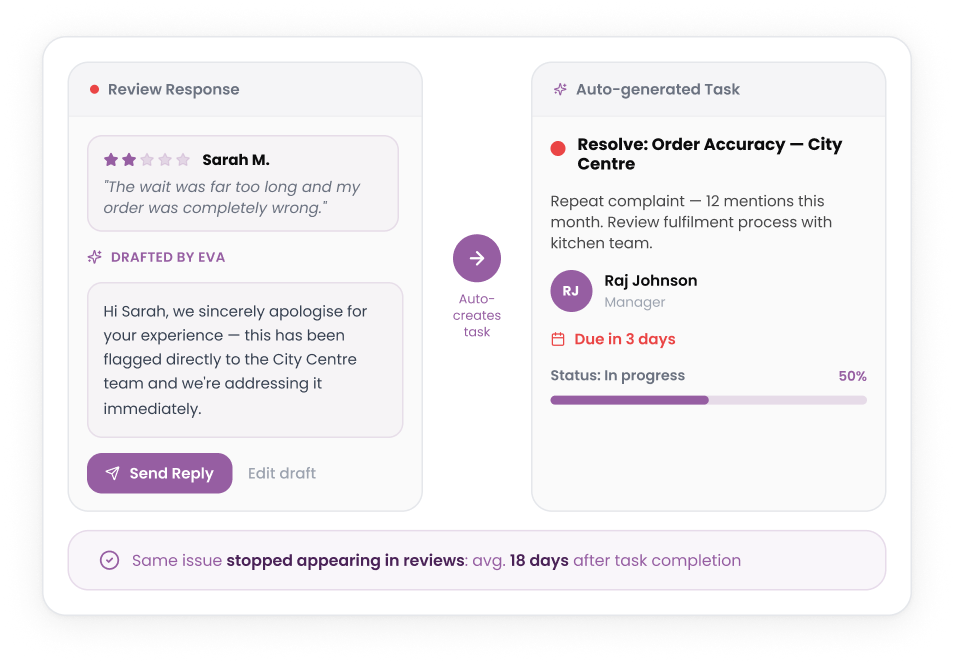 Review Response
Sarah M.
"The wait was far too long and my
order was completely wrong."
DRAFTED BY EVA
Hi Sarah, we sincerely apologise for
your experience — this has been
flagged directly to the City Centre
team and we're addressing it
immediately.
Send Reply
Edit draft
Auto-
creates
task
Auto-generated Task
Resolve: Order Accuracy — City
Centre
Repeat complaint — 12 mentions this
month. Review fulfilment process with
kitchen team.
RJ
Raj Johnson
Manager
Due in 3 days
Status: In progress
50%
Same issue stopped appearing in reviews: avg. 18 days after task completion